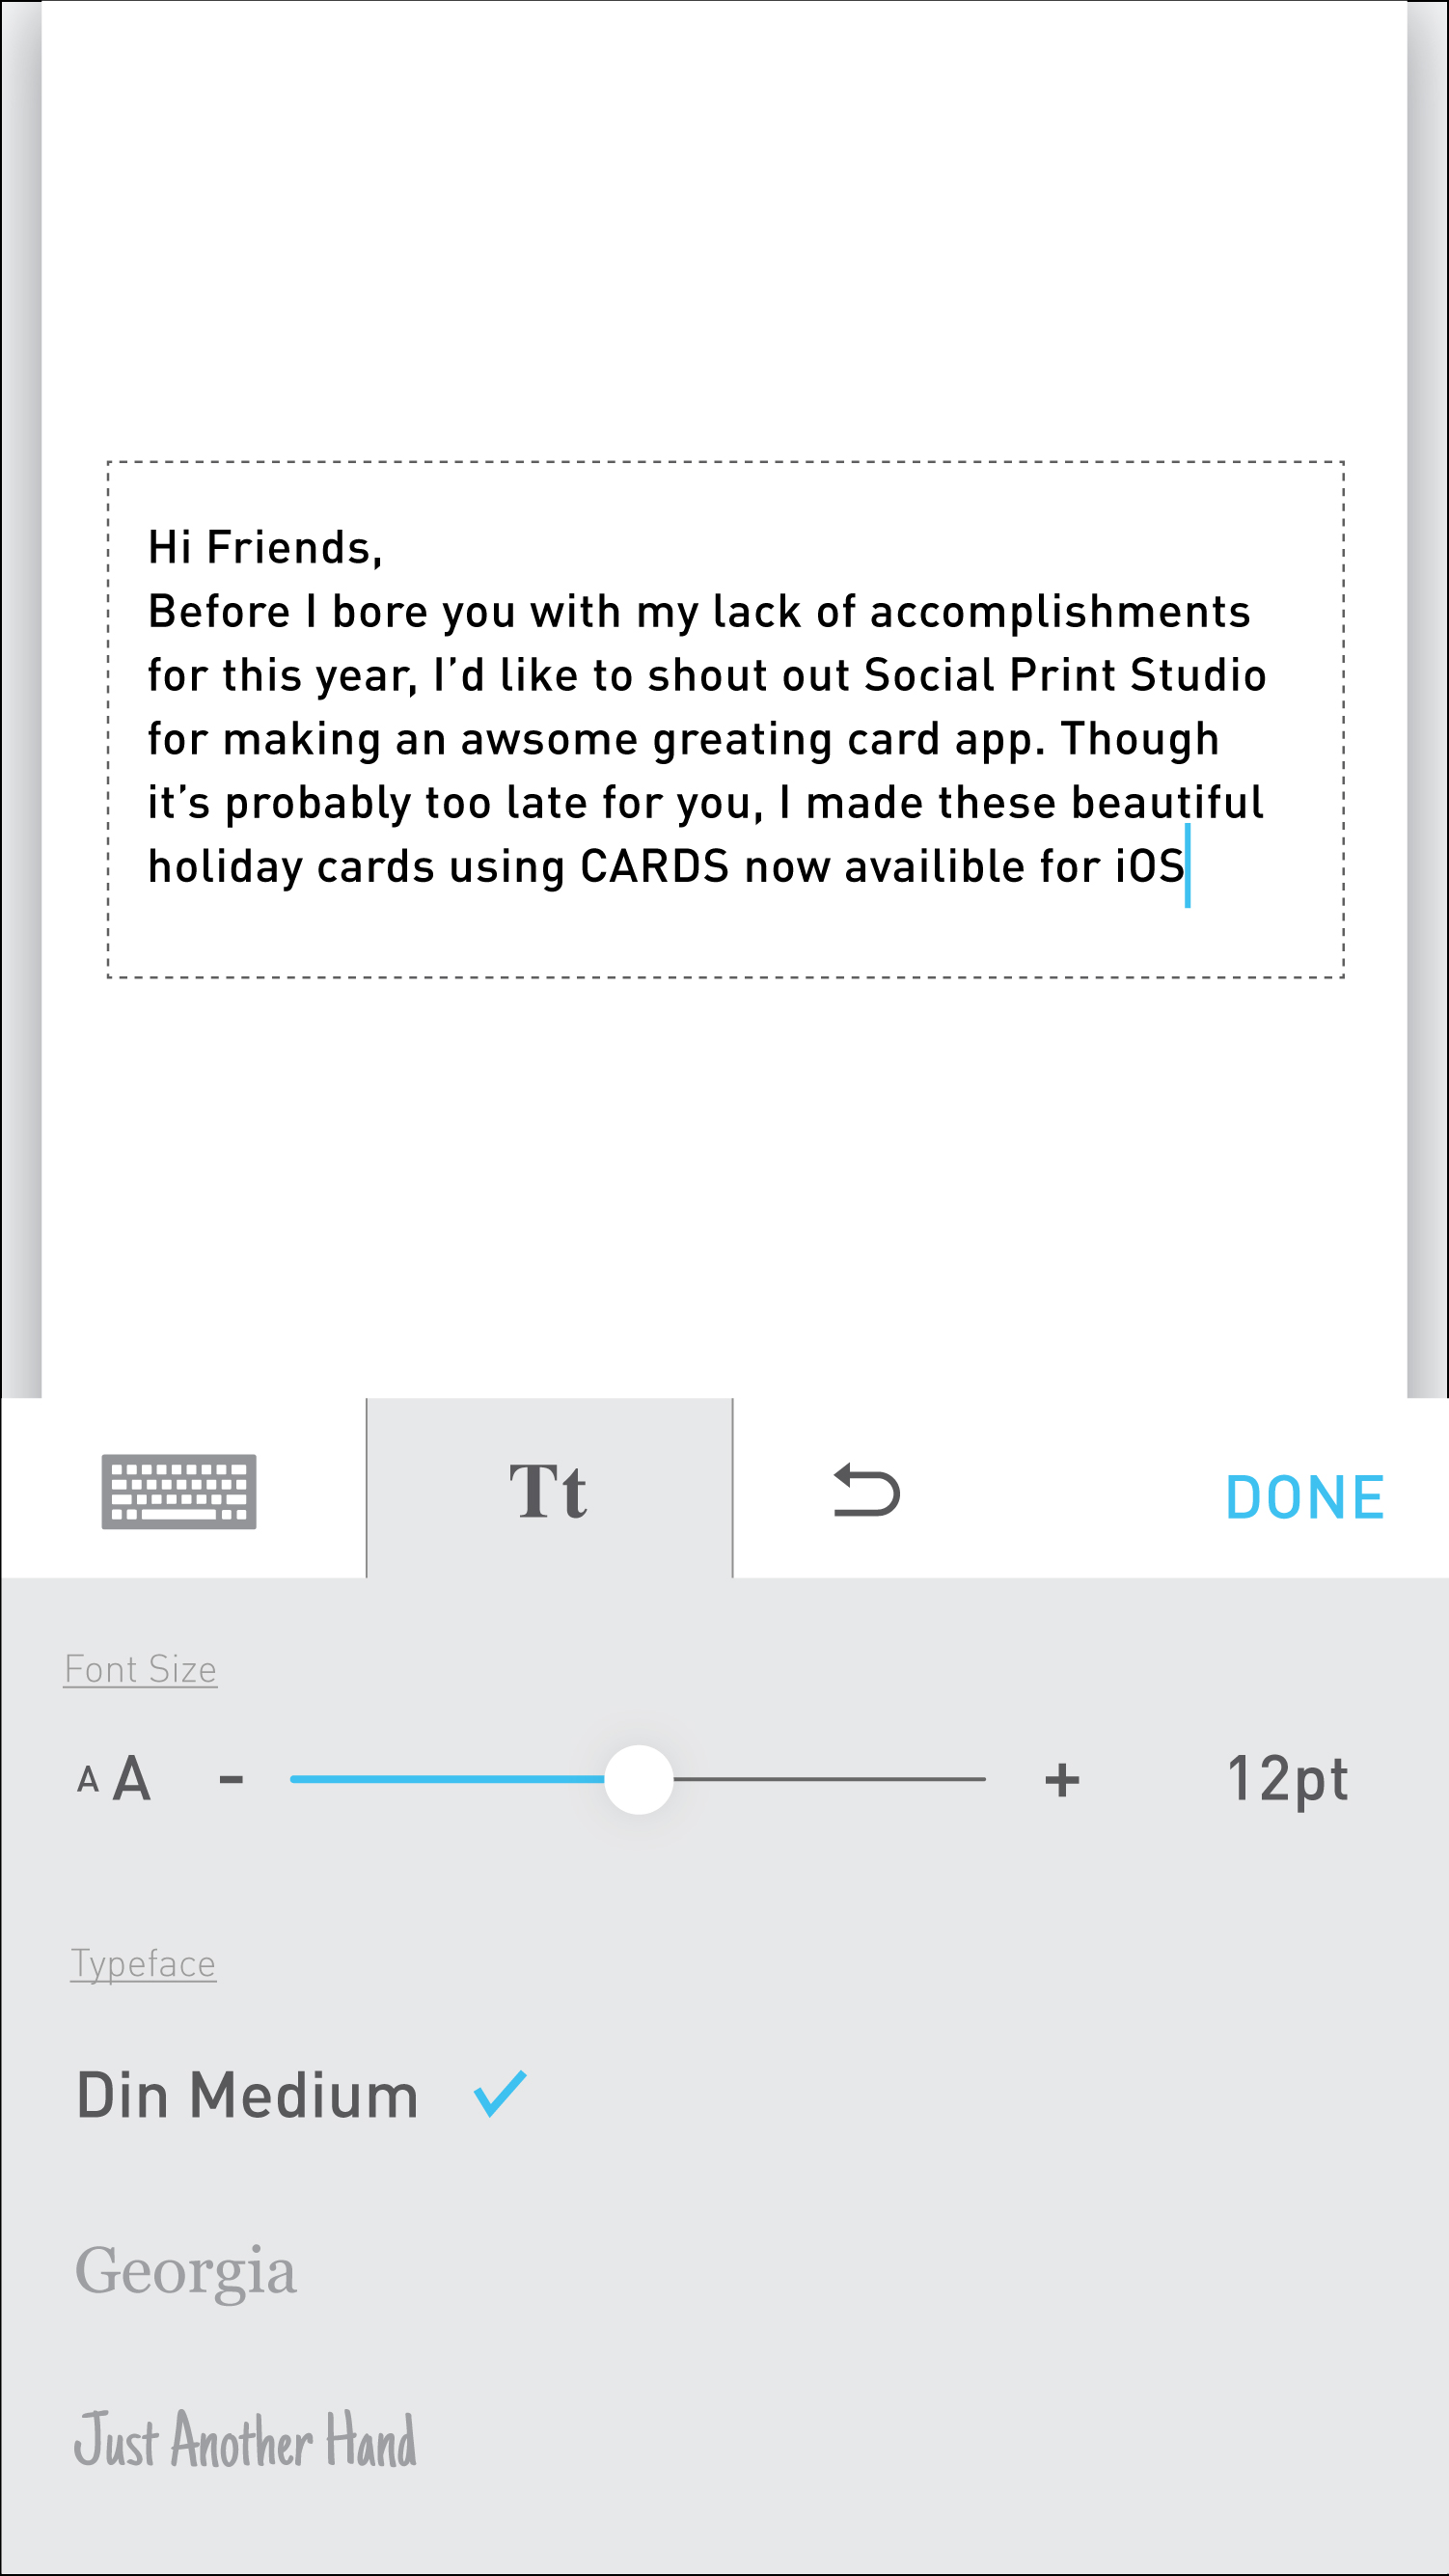 Hi Friends,
Before I bore you with my lack of accomplishments
for this year, I’d like to shout out Social Print Studio
for making an awsome greating card app. Though
it’s probably too late for you, I made these beautiful
holiday cards using CARDS now availible for iOS
Tt
DONE
Font Size
A A - + 12pt
Typeface
Din Medium
Georgia
Just Another Hand